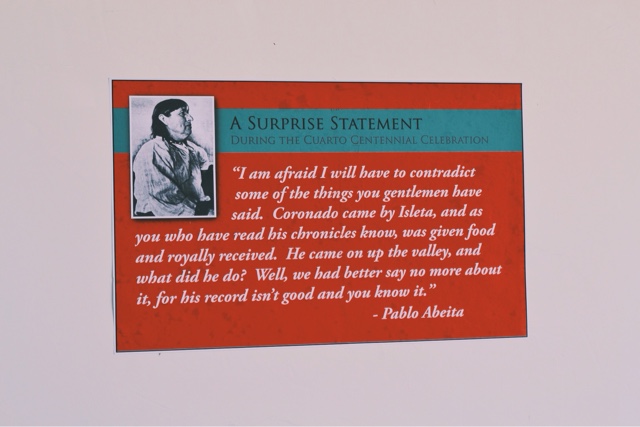 A Surprise Statement
During the Cuarto Centennial Celebration
"I am afraid I will have to contradict
some of the things you gentlemen have
said. Coronado came by Isleta, and as
you who have read his chronicles know, was given food
and royally received. He came on up the valley, and
what did he do? Well, we had better say no more about
it, for his record isn't good and you know it."
- Pablo Abeita